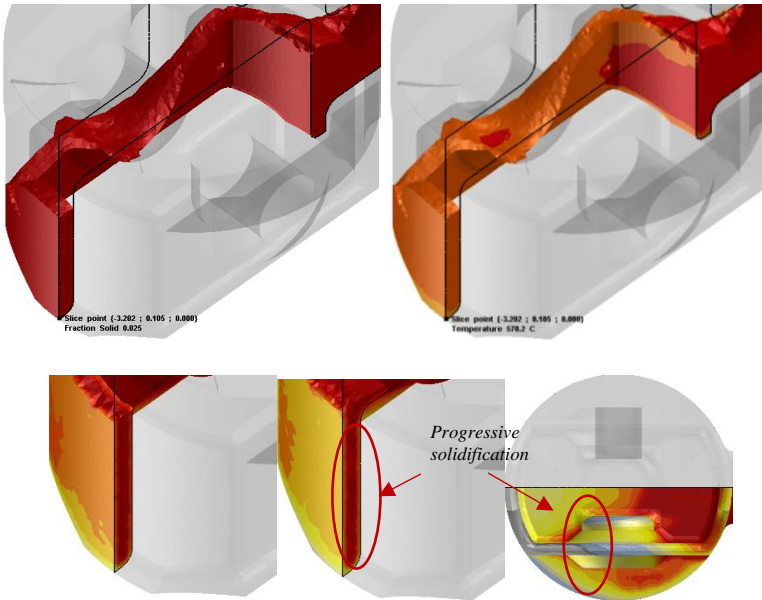 Slice point (-3.202 ; 0.105 ; 0.000)
Fraction Solid 0.825
Slice point (-3.202 ; 0.105 ; 0.000)
Temperature 570.2 C
Progressive
solidification